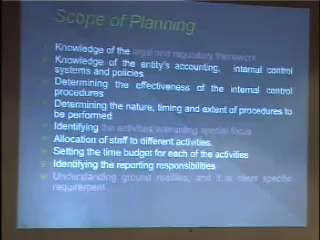 Scope of Planning
Knowledge of the legal and regulatory framework
Knowledge of the entity's accounting, internal control
systems and policies
Determining the effectiveness of the internal control
procedures
Determining the nature, timing and extent of procedures to
be performed
Identifying the activities warranting special focus
Allocation of staff to different activities.
Setting the time budget for each of the activities
Identifying the reporting responsibilities
Understanding ground realities, and it is client specific
requirement